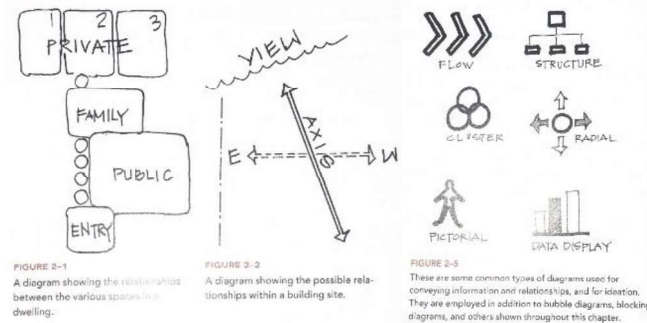 1 2 3
PRIVATE
FAMILY
PUBLIC
ENTRY
FIGURE 2-1
A diagram showing the relationships
between the various spaces in a
dwelling.
VIEW
AXIS
E W
FIGURE 2-2
A diagram showing the possible rela-
tionships within a building site.
FLOW STRUCTURE
CLUSTER RADIAL
PICTORIAL DATA DISPLAY
FIGURE 2-5
These are some common types of diagrams used for
conveying information and relationships, and for ideation.
They are employed in addition to bubble diagrams, blocking
diagrams, and others shown throughout this chapter.